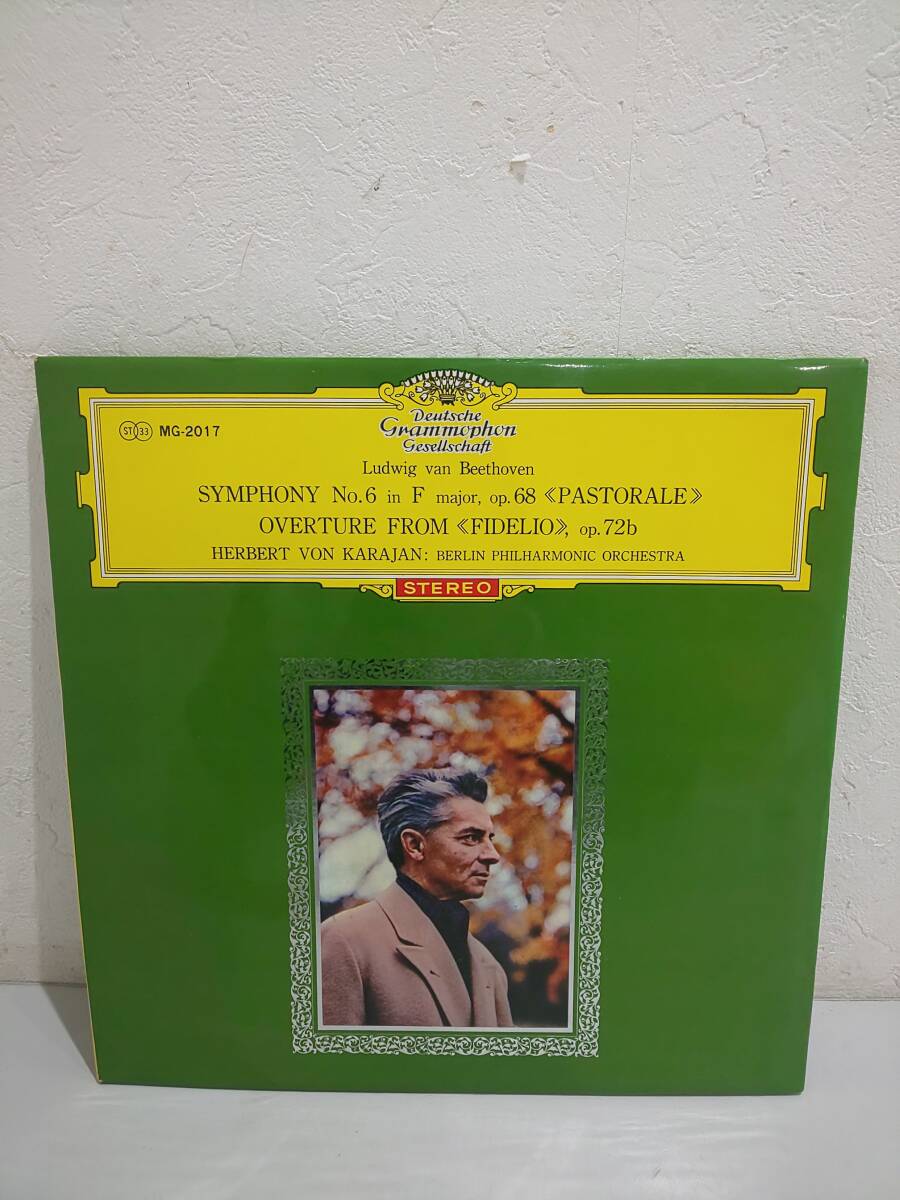 ST 33 MG-2017
Deutsche
Grammophon
Gesellschaft
Ludwig van Beethoven
SYMPHONY No.6 in F major, op.68 《PASTORALE》
OVERTURE FROM 《FIDELIO》, op.72b
HERBERT VON KARAJAN: BERLIN PHILHARMONIC ORCHESTRA
STEREO